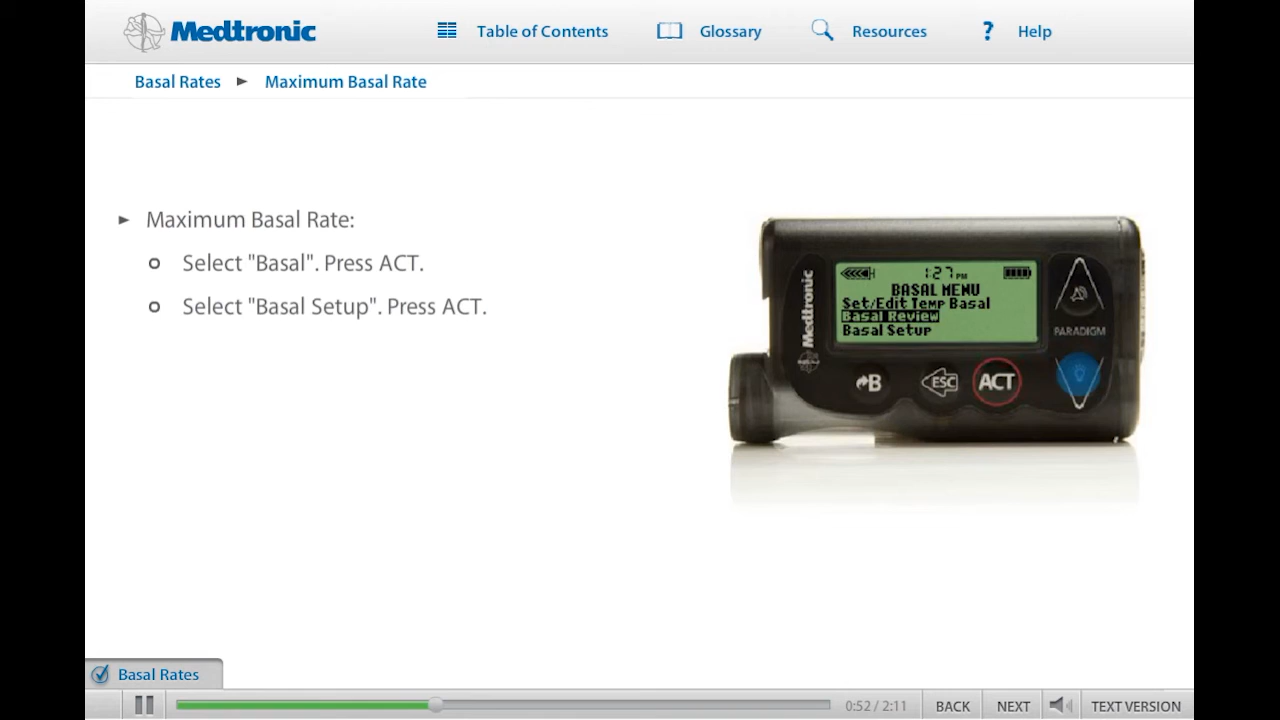 Medtronic
Table of Contents
Glossary
Resources
? Help
Basal Rates ► Maximum Basal Rate
► Maximum Basal Rate:
o Select "Basal". Press ACT.
o Select "Basal Setup". Press ACT.
Medtronic
1:27 PM
BASAL MENU
Set/Edit Temp Basal
Basal Review
Basal Setup
PARADIGM
B
ESC
ACT
Basal Rates
0:52 / 2:11
BACK
NEXT
TEXT VERSION